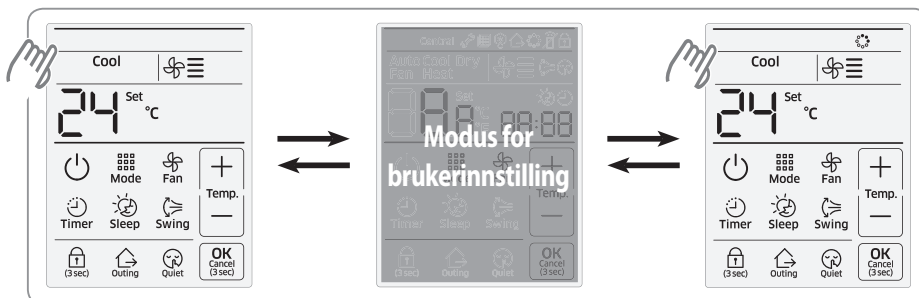 Cool
24 Set °C
Mode Fan
Temp.
Timer Sleep Swing
(3 sec) Outing Quiet OK Cancel (3 sec)
Central
Auto Cool Dry
Fan Heat
Set
88:88
Modus for
brukerinnstilling
Mode Fan
Temp.
Timer Sleep Swing
(3 sec) Outing Quiet OK Cancel (3 sec)
Cool
24 Set °C
Mode Fan
Temp.
Timer Sleep Swing
(3 sec) Outing Quiet OK Cancel (3 sec)